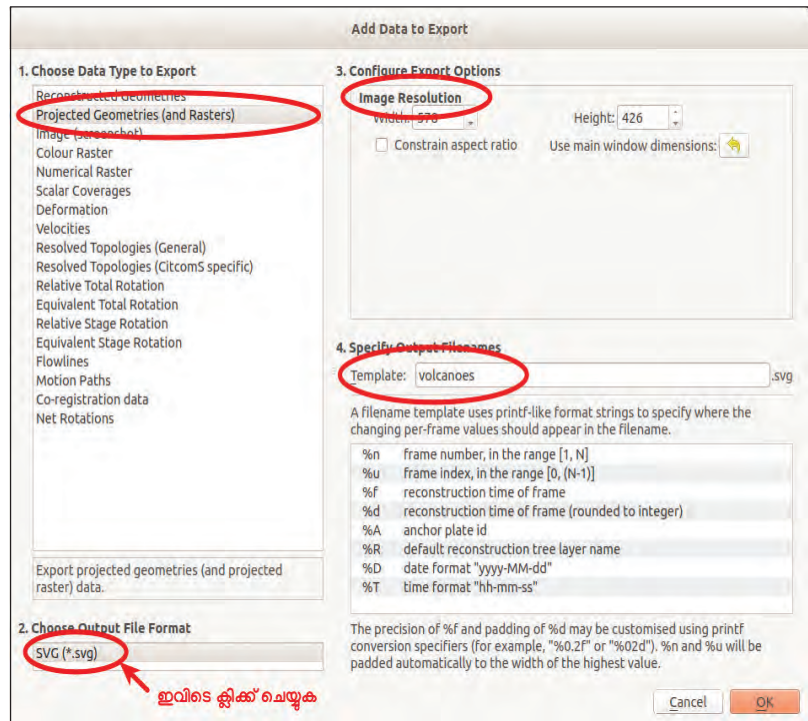 Add Data to Export
1. Choose Data Type to Export
Reconstructed Geometries
Projected Geometries (and Rasters)
Image (screenshot)
Colour Raster
Numerical Raster
Scalar Coverages
Deformation
Velocities
Resolved Topologies (General)
Resolved Topologies (CitcomS specific)
Relative Total Rotation
Equivalent Total Rotation
Relative Stage Rotation
Equivalent Stage Rotation
Flowlines
Motion Paths
Co-registration data
Net Rotations
Export projected geometries (and projected
raster) data.
2. Choose Output File Format
SVG (*.svg)
ഇവിടെ ക്ലിക്ക് ചെയ്യുക
3. Configure Export Options
Image Resolution
Width: 578 Height: 426
Constrain aspect ratio Use main window dimensions:
4. Specify Output Filenames
Template: volcanoes .svg
A filename template uses printf-like format strings to specify where the
changing per-frame values should appear in the filename.
%n frame number, in the range [1, N]
%u frame index, in the range [0, (N-1)]
%f reconstruction time of frame
%d reconstruction time of frame (rounded to integer)
%A anchor plate id
%R default reconstruction tree layer name
%D date format "yyyy-MM-dd"
%T time format "hh-mm-ss"
The precision of %f and padding of %d may be customised using printf
conversion specifiers (for example, "%0.2f" or "%02d"). %n and %u will be
padded automatically to the width of the highest value.
Cancel OK